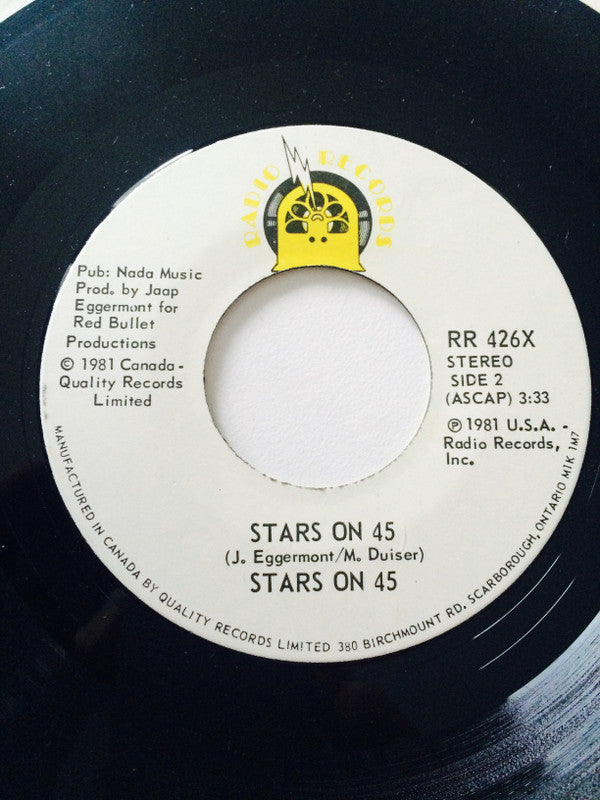 RADIO RECORDS
Pub: Nada Music
Prod. by Jaap
Eggermont for
Red Bullet
Productions
© 1981 Canada -
Quality Records
Limited
RR 426X
STEREO
SIDE 2
(ASCAP) 3:33
℗ 1981 U.S.A. -
Radio Records,
Inc.
STARS ON 45
(J. Eggermont/M. Duiser)
STARS ON 45
MANUFACTURED IN CANADA BY QUALITY RECORDS LIMITED 380 BIRCHMOUNT RD. SCARBOROUGH, ONTARIO M1K 1M7